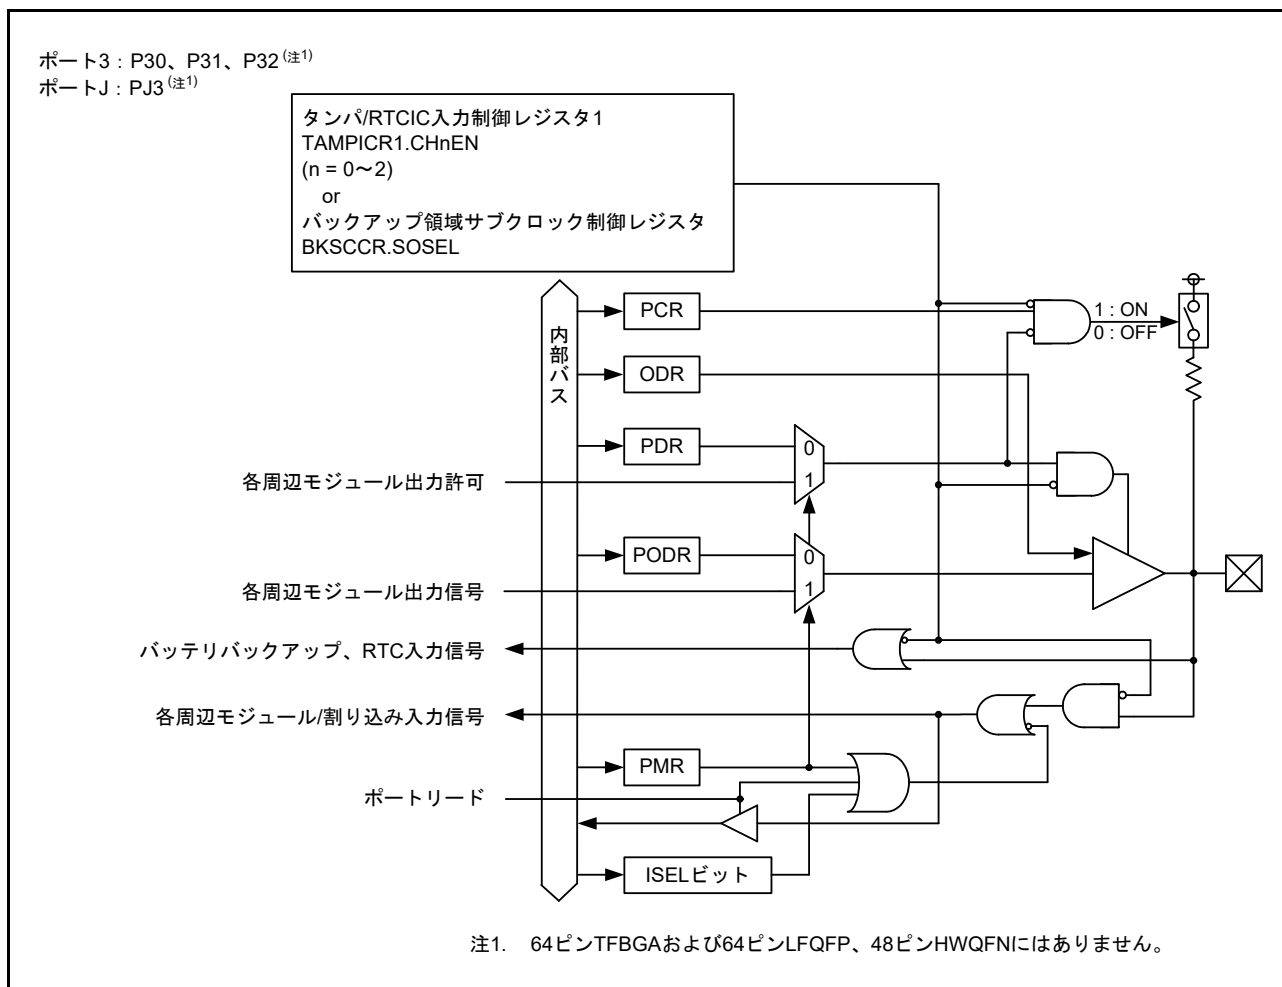 ポート3：P30、P31、P32(注1)
ポートJ：PJ3(注1)
タンパ/RTCIC入力制御レジスタ1
TAMPICR1.CHnEN
(n = 0～2)
or
バックアップ領域サブクロック制御レジスタ
BKSCCR.SOSEL
内部バス
PCR
1 : ON
0 : OFF
ODR
PDR
0
1
各周辺モジュール出力許可
PODR
0
1
各周辺モジュール出力信号
バッテリバックアップ、RTC入力信号
各周辺モジュール/割り込み入力信号
PMR
ポートリード
ISELビット
注1. 64ピンTFBGAおよび64ピンLFQFP、48ピンHWQFNにはありません。